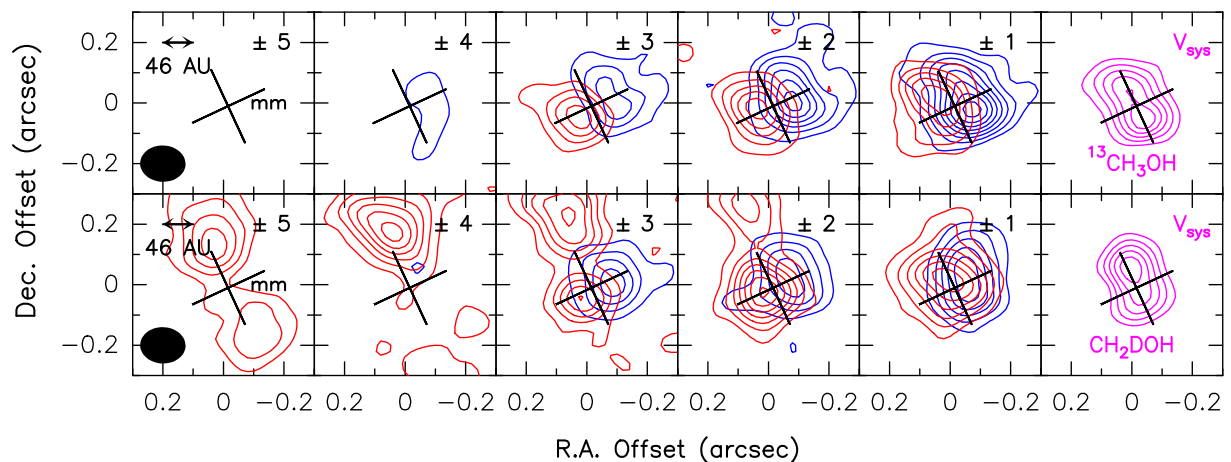 ± 5 ± 4 ± 3 ± 2 ± 1 V_sys
46 AU
0.2
mm
0
−0.2
¹³CH₃OH
± 5 ± 4 ± 3 ± 2 ± 1 V_sys
46 AU
0.2
mm
0
−0.2
CH₂DOH
0.2 0 −0.2 0.2 0 −0.2 0.2 0 −0.2 0.2 0 −0.2 0.2 0 −0.2 0.2 0 −0.2
Dec. Offset (arcsec)
R.A. Offset (arcsec)